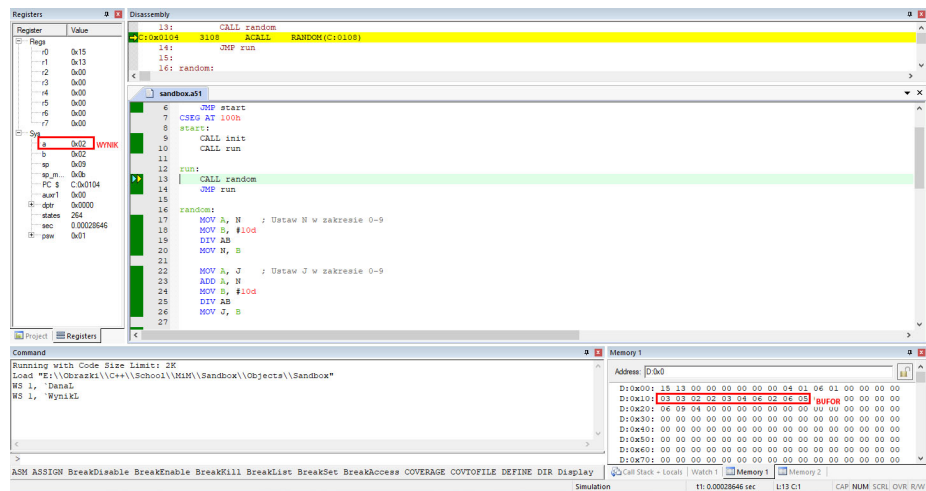 Registers
Register Value
Regs
r0 0x15
r1 0x13
r2 0x00
r3 0x00
r4 0x00
r5 0x00
r6 0x00
r7 0x00
Sys
a 0x02 WYNIK
b 0x02
sp 0x09
sp_m... 0x0b
PC $ C:0x0104
auxr1 0x00
dptr 0x0000
states 264
sec 0.00028646
psw 0x01
Project Registers
Disassembly
13: CALL random
C:0x0104 3108 ACALL RANDOM(C:0108)
14: JMP run
15:
16: random:
sandbox.a51
6 JMP start
7 CSEG AT 100h
8 start:
9 CALL init
10 CALL run
11
12 run:
13 CALL random
14 JMP run
15
16 random:
17 MOV A, N ; Ustaw N w zakresie 0-9
18 MOV B, #10d
19 DIV AB
20 MOV N, B
21
22 MOV A, J ; Ustaw J w zakresie 0-9
23 ADD A, N
24 MOV B, #10d
25 DIV AB
26 MOV J, B
27
Command
Running with Code Size Limit: 2K
Load "E:\\Obrazki\\C++\\School\\MiM\\Sandbox\\Objects\\Sandbox"
WS 1, `DanaL
WS 1, `WynikL
>
ASM ASSIGN BreakDisable BreakEnable BreakKill BreakList BreakSet BreakAccess COVERAGE COVTOFILE DEFINE DIR Display
Memory 1
Address: D:0x0
D:0x00: 15 13 00 00 00 00 00 00 04 01 06 01 00 00 00 00
D:0x10: 03 03 02 02 03 04 06 02 06 05 BUFOR 00 00 00 00
D:0x20: 06 09 04 00 00 00 00 00 00 00 00 00 00 00 00 00
D:0x30: 00 00 00 00 00 00 00 00 00 00 00 00 00 00 00 00
D:0x40: 00 00 00 00 00 00 00 00 00 00 00 00 00 00 00 00
D:0x50: 00 00 00 00 00 00 00 00 00 00 00 00 00 00 00 00
D:0x60: 00 00 00 00 00 00 00 00 00 00 00 00 00 00 00 00
D:0x70: 00 00 00 00 00 00 00 00 00 00 00 00 00 00 00 00
Call Stack + Locals Watch 1 Memory 1 Memory 2
Simulation t1: 0.00028646 sec L:13 C:1 CAP NUM SCRL OVR R/W